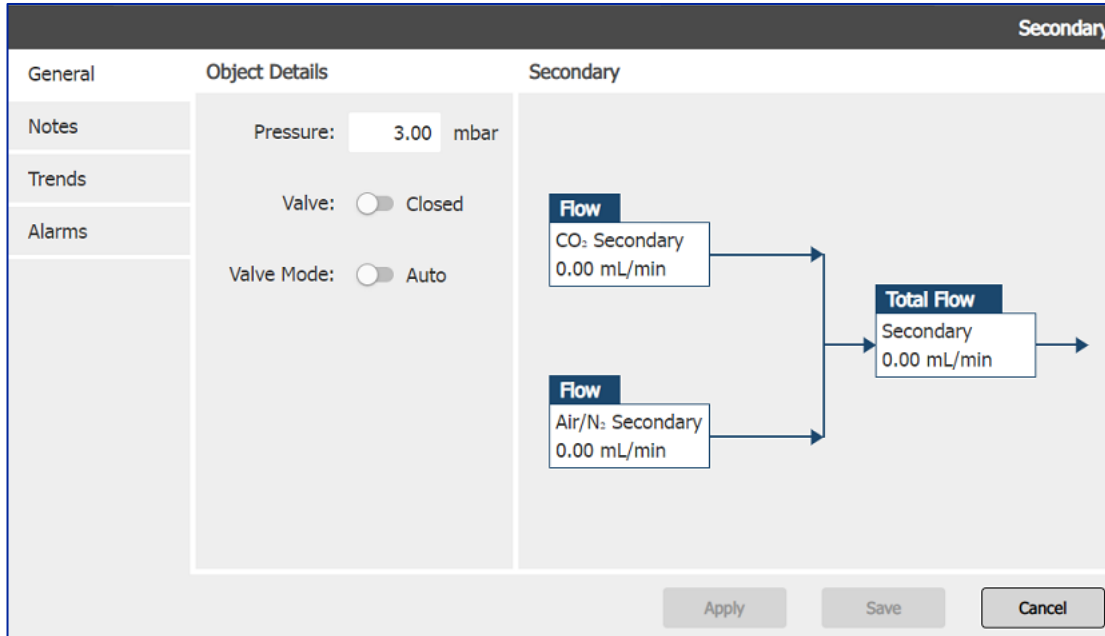 Secondary
General
Notes
Trends
Alarms
Object Details
Pressure: 3.00 mbar
Valve: Closed
Valve Mode: Auto
Secondary
Flow
CO₂ Secondary
0.00 mL/min
Flow
Air/N₂ Secondary
0.00 mL/min
Total Flow
Secondary
0.00 mL/min
Apply Save Cancel